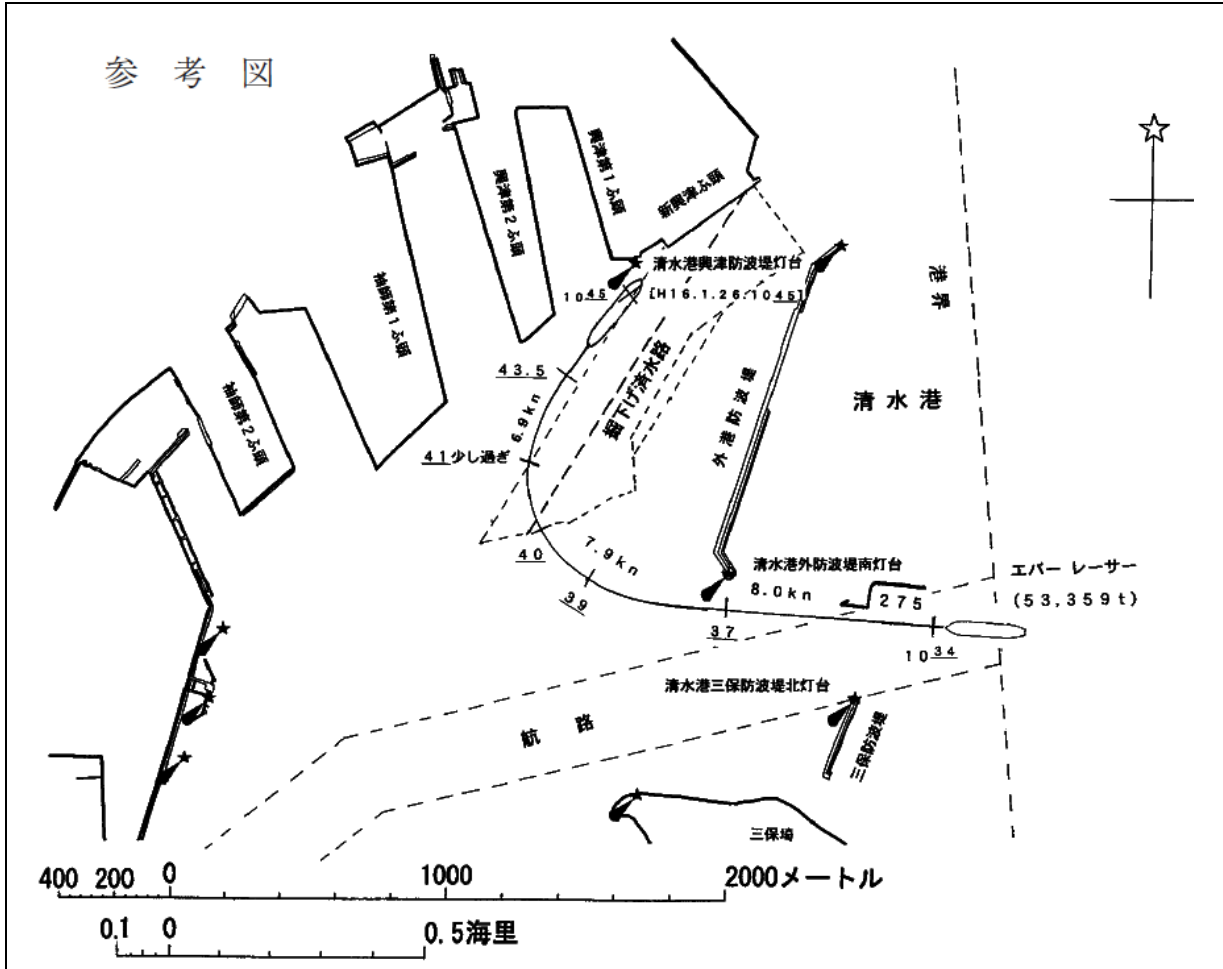 参考図
興津第1ふ頭
新興津ふ頭
興津第2ふ頭
袖師第1ふ頭
袖師第2ふ頭
清水港興津防波堤灯台
1045
[H16.1.26.1045]
港界
43.5
6.9kn
掘下げ済水路
外港防波堤
清水港
41少し過ぎ
40
7.9kn
39
清水港外防波堤南灯台
8.0kn
275
エバー レーサー
(53,359t)
37
1034
清水港三保防波堤北灯台
航路
三保防波堤
三保埼
400 200 0 1000 2000メートル
0.1 0 0.5海里